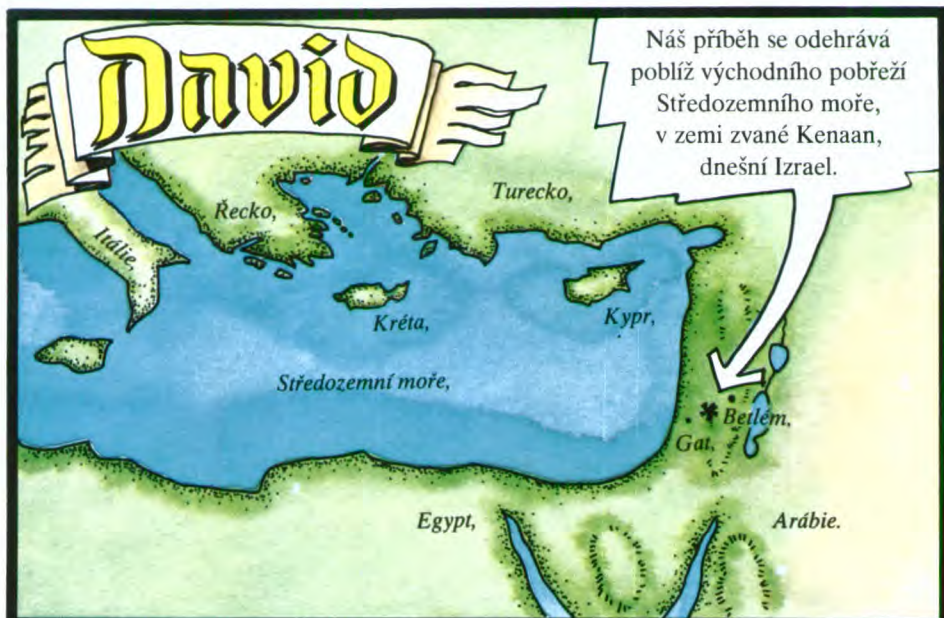 David
Náš příběh se odehrává
poblíž východního pobřeží
Středozemního moře,
v zemi zvané Kenaan,
dnešní Izrael.
Turecko,
Řecko,
Itálie,
Kréta,
Kypr,
Středozemní moře,
Betlém,
Gat,
Egypt,
Arábie.